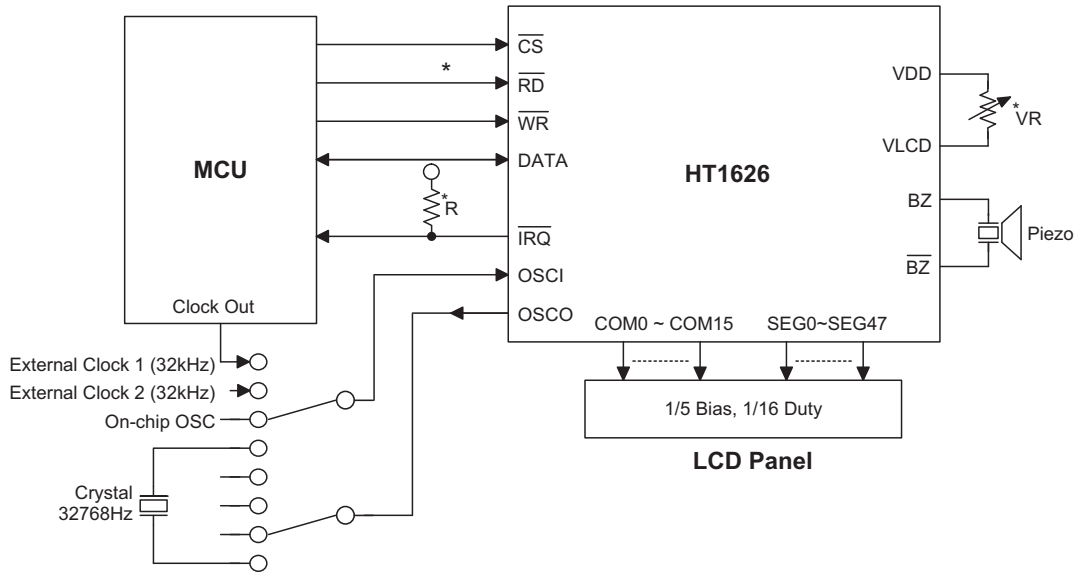 MCU
Clock Out
*
*
R
CS
RD
WR
DATA
IRQ
OSCI
OSCO
HT1626
VDD
VLCD
BZ
BZ
*
VR
Piezo
COM0 ~ COM15
SEG0~SEG47
1/5 Bias, 1/16 Duty
LCD Panel
External Clock 1 (32kHz)
External Clock 2 (32kHz)
On-chip OSC
Crystal
32768Hz